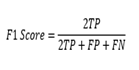 F1 Score = 2TP / 2TP + FP + FN